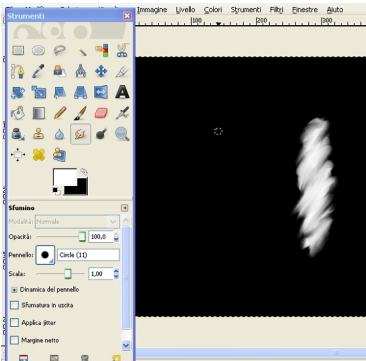 Strumenti
Immagine Livello Colori Strumenti Filtri Finestre Aiuto
100 200 300
Sfumino
Modalità: Normale
Opacità: 100,0
Pennello: Circle (11)
Scala: 1,00
Dinamica del pennello
Sfumatura in uscita
Applica jitter
Margine netto